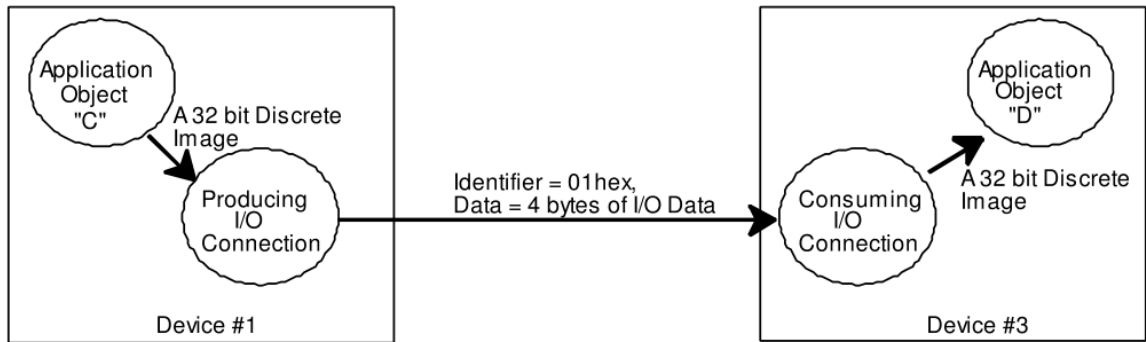 Application
Object
"C"
A 32 bit Discrete
Image
Producing
I/O
Connection
Device #1
Identifier = 01hex,
Data = 4 bytes of I/O Data
Application
Object
"D"
A 32 bit Discrete
Image
Consuming
I/O
Connection
Device #3